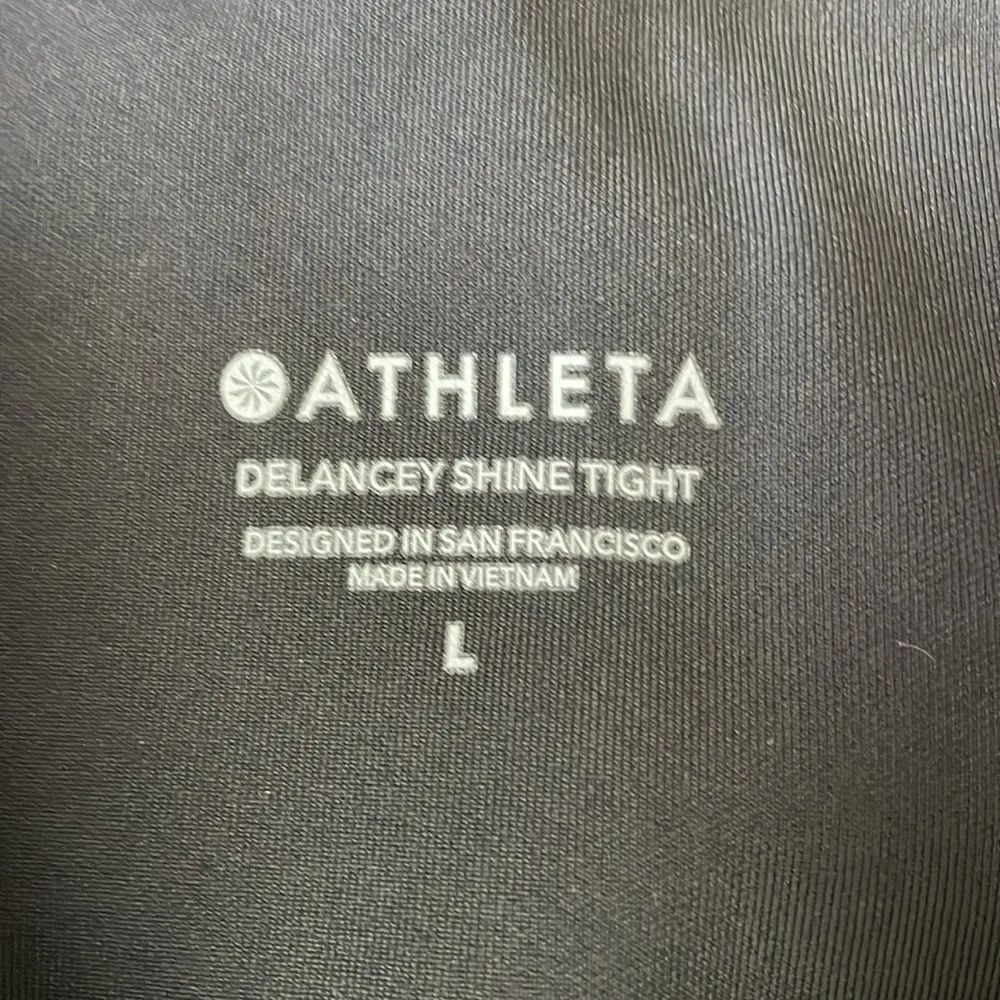 ATHLETA
DELANCEY SHINE TIGHT
DESIGNED IN SAN FRANCISCO
MADE IN VIETNAM
L